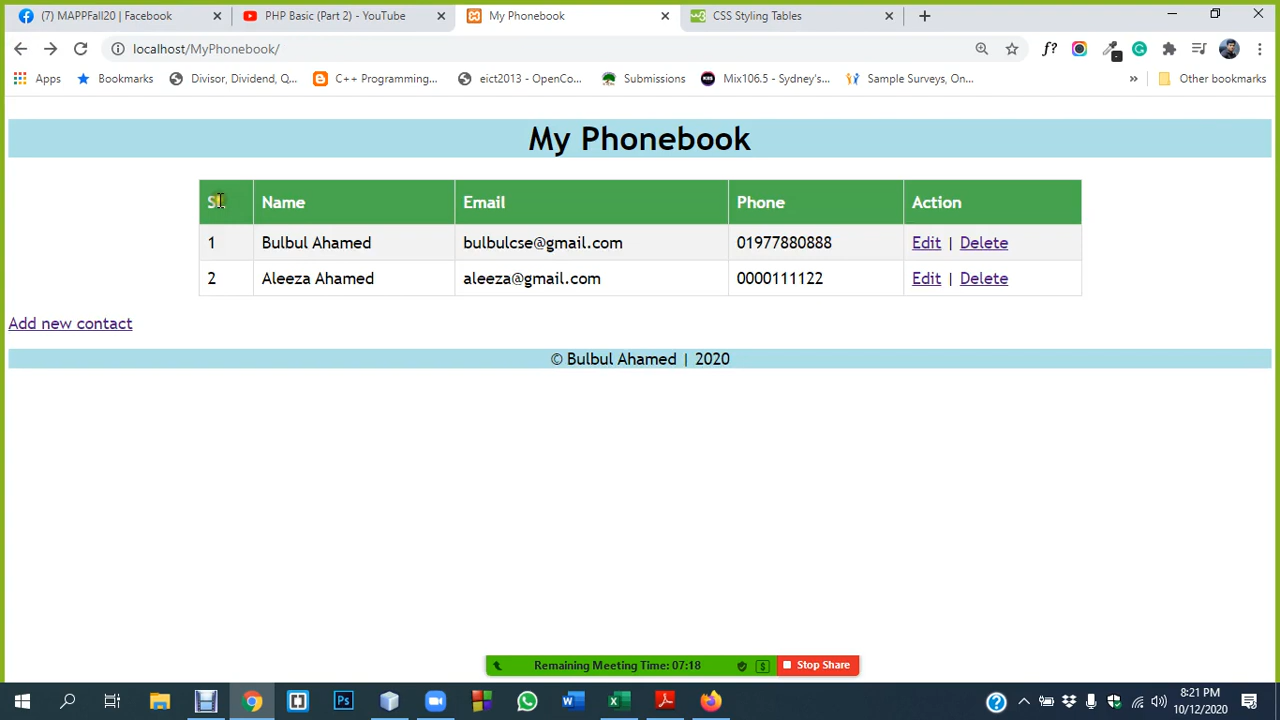 (7) MAPPFall20 | Facebook
PHP Basic (Part 2) - YouTube
My Phonebook
CSS Styling Tables
localhost/MyPhonebook/
Apps
Bookmarks
Divisor, Dividend, Q...
C++ Programming...
eict2013 - OpenCo...
Submissions
Mix106.5 - Sydney's...
Sample Surveys, On...
»
Other bookmarks
My Phonebook
Name Email Phone Action
1 Bulbul Ahamed bulbulcse@gmail.com 01977880888 Edit | Delete
2 Aleeza Ahamed aleeza@gmail.com 0000111122 Edit | Delete
Add new contact
© Bulbul Ahamed | 2020
Remaining Meeting Time: 07:18
Stop Share
8:21 PM
10/12/2020